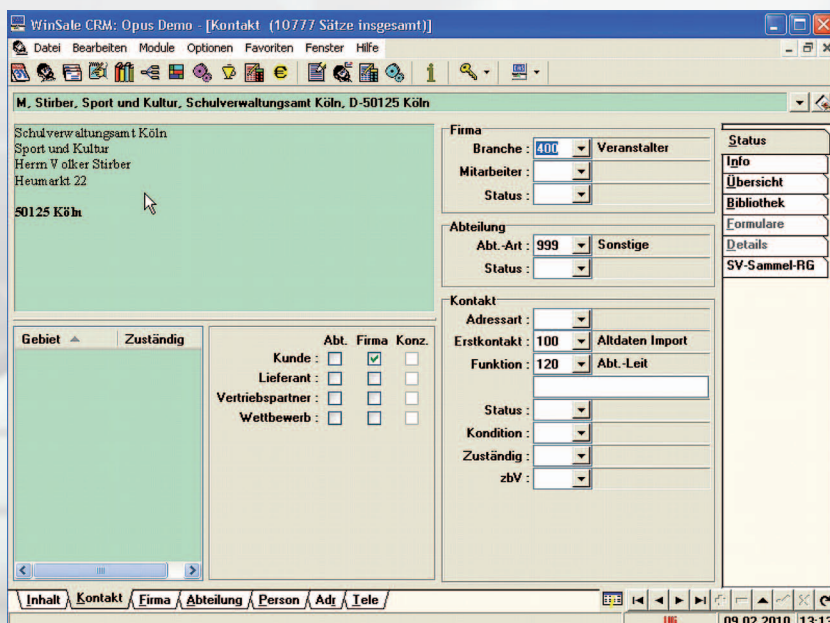 WinSale CRM: Opus Demo - [Kontakt (10777 Sätze insgesamt)]
Datei Bearbeiten Module Optionen Favoriten Fenster Hilfe
M, Stirber, Sport und Kultur, Schulverwaltungsamt Köln, D-50125 Köln
Schulverwaltungsamt Köln
Sport und Kultur
Herrn Volker Stirber
Heumarkt 22
50125 Köln
Firma
Branche : 400 Veranstalter
Mitarbeiter :
Status :
Abteilung
Abt.-Art : 999 Sonstige
Status :
Kontakt
Adressart :
Erstkontakt : 100 Altdaten Import
Funktion : 120 Abt.-Leit
Status :
Kondition :
Zuständig :
zbV :
Status
Info
Übersicht
Bibliothek
Formulare
Details
SV-Sammel-RG
Gebiet Zuständig
Abt. Firma Konz.
Kunde :
Lieferant :
Vertriebspartner :
Wettbewerb :
Inhalt Kontakt Firma Abteilung Person Adr Tele
09.02.2010 13:13